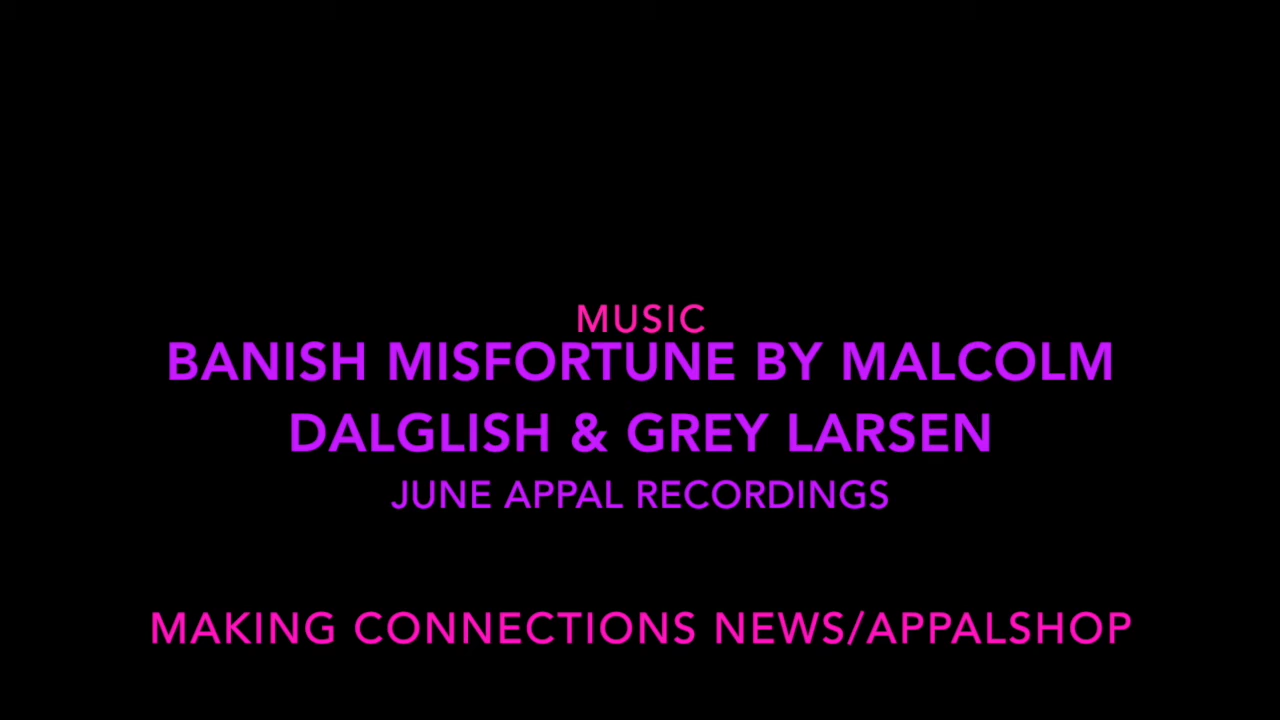 MUSIC
BANISH MISFORTUNE BY MALCOLM
DALGLISH & GREY LARSEN
JUNE APPAL RECORDINGS
MAKING CONNECTIONS NEWS/APPALSHOP